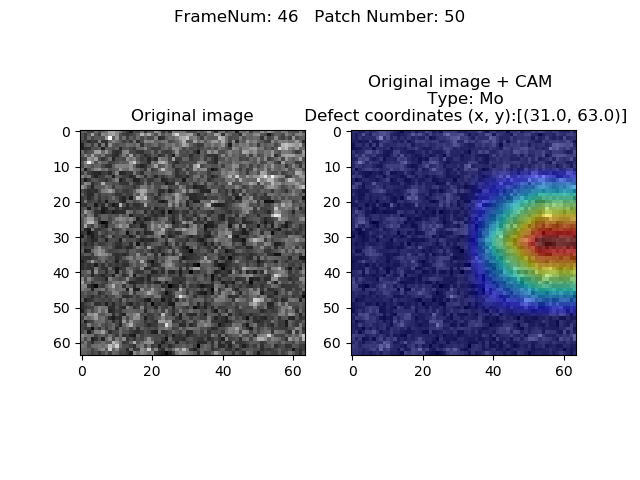 FrameNum: 46   Patch Number: 50
Original image
Original image + CAM
Type: Mo
Defect coordinates (x, y):[(31.0, 63.0)]
0
10
20
30
40
50
60
0 20 40 60
0
10
20
30
40
50
60
0 20 40 60